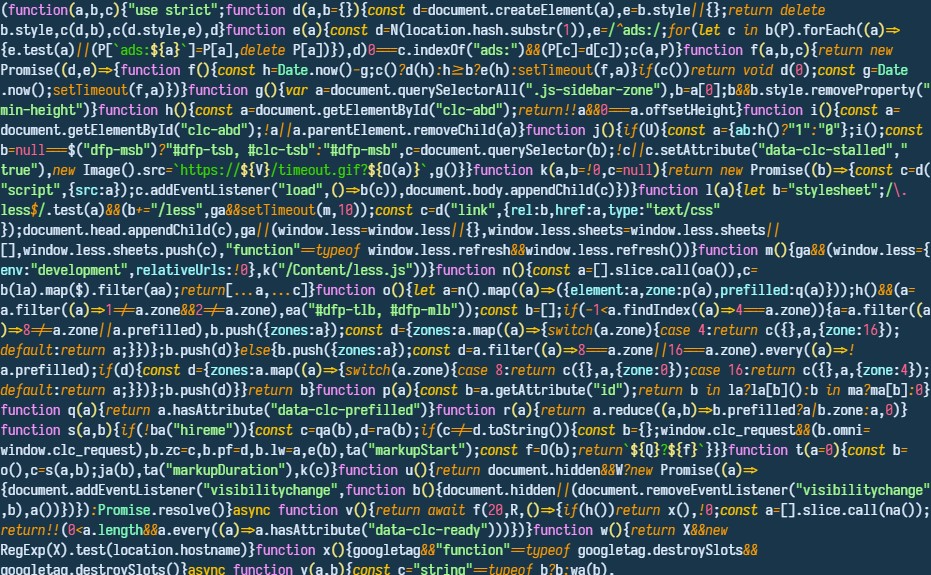 (function(a,b,c){"use strict";function d(a,b={}){const d=document.createElement(a),e=b.style||{};return delete
b.style,c(d,b),c(d.style,e),d}function e(a){const d=N(location.hash.substr(1)),e=/^ads:/;for(let c in b(P).forEach((a)=>
{e.test(a)||(P[`ads:${a}`]=P[a],delete P[a])}),d)0===c.indexOf("ads:")&&(P[c]=d[c]);c(a,P)}function f(a,b,c){return new
Promise((d,e)=>{function f(){const h=Date.now()-g;c()?d(h):h>=b?e(h):setTimeout(f,a)}if(c())return void d(0);const g=Date
.now();setTimeout(f,a)})}function g(){var a=document.querySelectorAll(".js-sidebar-zone"),b=a[0];b&&b.style.removeProperty("
min-height")}function h(){const a=document.getElementById("clc-abd");return!!a&&0===a.offsetHeight}function i(){const a=
document.getElementById("clc-abd");!a||a.parentElement.removeChild(a)}function j(){if(U){const a={ab:h()?"1":"0"};i();const
b=null===$("dfp-msb")?"#dfp-tsb, #clc-tsb":"#dfp-msb",c=document.querySelector(b);!c||c.setAttribute("data-clc-stalled","
true"),new Image().src=`https://${V}/timeout.gif?${O(a)}`,g()}}function k(a,b=!0,c=null){return new Promise((b)=>{const c=d(
"script",{src:a});c.addEventListener("load",()=>b(c)),document.body.appendChild(c)})}function l(a){let b="stylesheet";/\.
less$/.test(a)&&(b+="/less",ga&&setTimeout(m,10));const c=d("link",{rel:b,href:a,type:"text/css"
});document.head.appendChild(c),ga||(window.less=window.less||{},window.less.sheets=window.less.sheets||
[],window.less.sheets.push(c),"function"==typeof window.less.refresh&&window.less.refresh())}function m(){ga&&(window.less={
env:"development",relativeUrls:!0},k("/Content/less.js"))}function n(){const a=[].slice.call(oa()),c=
b(la).map($).filter(aa);return[...a,...c]}function o(){let a=n().map((a)=>({element:a,zone:p(a),prefilled:q(a)}));h()&&(a=
a.filter((a)=>1!==a.zone&&2!==a.zone),ea("#dfp-tlb, #dfp-mlb"));const b=[];if(-1<a.findIndex((a)=>4===a.zone)){a=a.filter((a
)=>8!==a.zone||a.prefilled),b.push({zones:a});const d={zones:a.map((a)=>{switch(a.zone){case 4:return c({},a,{zone:16});
default:return a;}})};b.push(d)}else{b.push({zones:a});const d=a.filter((a)=>8===a.zone||16===a.zone).every((a)=>!
a.prefilled);if(d){const d={zones:a.map((a)=>{switch(a.zone){case 8:return c({},a,{zone:0});case 16:return c({},a,{zone:4});
default:return a;}})};b.push(d)}}return b}function p(a){const b=a.getAttribute("id");return b in la?la[b]():b in ma?ma[b]:0}
function q(a){return a.hasAttribute("data-clc-prefilled")}function r(a){return a.reduce((a,b)=>b.prefilled?a|b.zone:a,0)}
function s(a,b){if(!ba("hireme")){const c=qa(b),d=ra(b);if(c!==d.toString()){const b={};window.clc_request&&(b.omni=
window.clc_request),b.zc=c,b.pf=d,b.lw=a,e(b),ta("markupStart");const f=O(b);return`${Q}?${f}`}}}function t(a=0){const b=
o(),c=s(a,b);ja(b),ta("markupDuration"),k(c)}function u(){return document.hidden&&W?new Promise((a)=>
{document.addEventListener("visibilitychange",function b(){document.hidden||(document.removeEventListener("visibilitychange"
,b),a())})}):Promise.resolve()}async function v(){return await f(20,R,()=>{if(h())return x(),!0;const a=[].slice.call(na());
return!!(0<a.length&&a.every((a)=>a.hasAttribute("data-clc-ready")))})}function w(){return X&&new
RegExp(X).test(location.hostname)}function x(){googletag&&"function"==typeof googletag.destroySlots&&
googletag.destroySlots()}async function y(a,b){const c="string"==typeof b?b:wa(b),